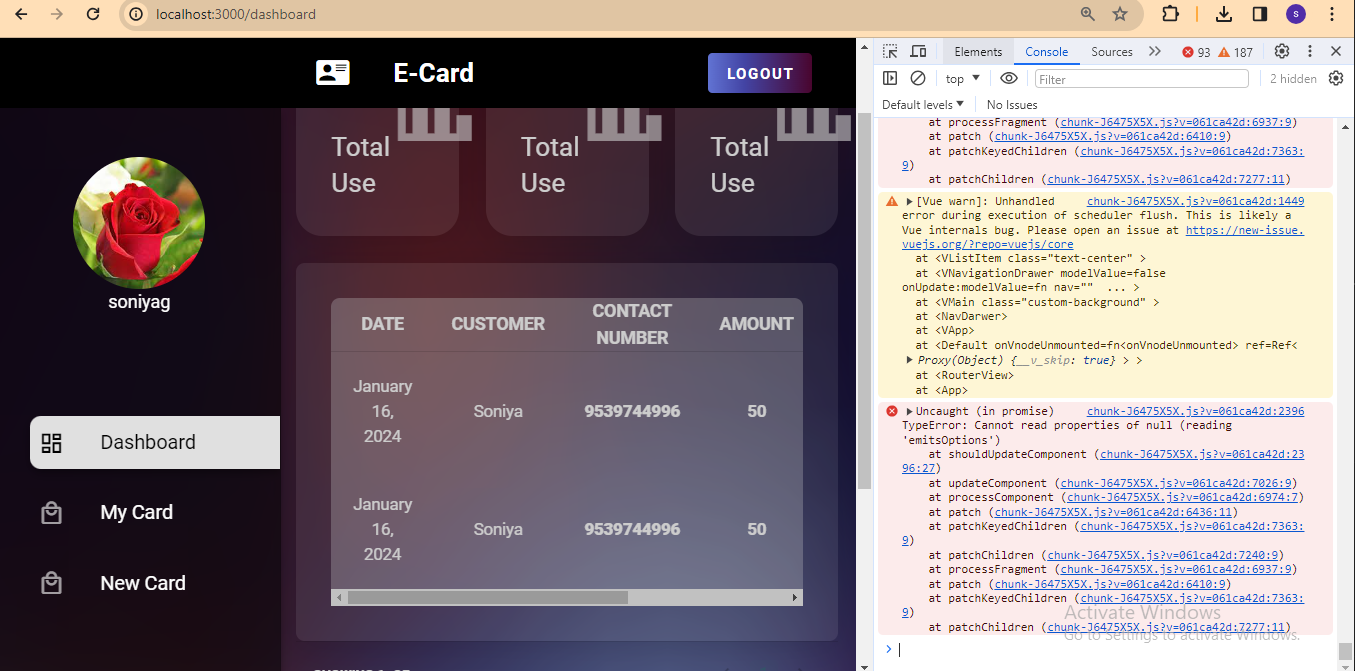 localhost:3000/dashboard
S
E-Card
LOGOUT
soniyag
Dashboard
My Card
New Card
Total Use
Total Use
Total Use
DATE CUSTOMER CONTACT NUMBER AMOUNT
January 16, 2024 Soniya 9539744996 50
January 16, 2024 Soniya 9539744996 50
Elements Console Sources 93 187
top Filter 2 hidden
Default levels No Issues
at processFragment (chunk-J6475X5X.js?v=061ca42d:6937:9)
at patch (chunk-J6475X5X.js?v=061ca42d:6410:9)
at patchKeyedChildren (chunk-J6475X5X.js?v=061ca42d:7363:
9)
at patchChildren (chunk-J6475X5X.js?v=061ca42d:7277:11)
[Vue warn]: Unhandled chunk-J6475X5X.js?v=061ca42d:1449
error during execution of scheduler flush. This is likely a
Vue internals bug. Please open an issue at https://new-issue.
vuejs.org/?repo=vuejs/core
at <VListItem class="text-center" >
at <VNavigationDrawer modelValue=false
onUpdate:modelValue=fn nav="" ... >
at <VMain class="custom-background" >
at <NavDarwer>
at <VApp>
at <Default onVnodeUnmounted=fn<onVnodeUnmounted> ref=Ref<
Proxy(Object) {__v_skip: true} > >
at <RouterView>
at <App>
Uncaught (in promise) chunk-J6475X5X.js?v=061ca42d:2396
TypeError: Cannot read properties of null (reading
'emitsOptions')
at shouldUpdateComponent (chunk-J6475X5X.js?v=061ca42d:23
96:27)
at updateComponent (chunk-J6475X5X.js?v=061ca42d:7026:9)
at processComponent (chunk-J6475X5X.js?v=061ca42d:6974:7)
at patch (chunk-J6475X5X.js?v=061ca42d:6436:11)
at patchKeyedChildren (chunk-J6475X5X.js?v=061ca42d:7363:
9)
at patchChildren (chunk-J6475X5X.js?v=061ca42d:7240:9)
at processFragment (chunk-J6475X5X.js?v=061ca42d:6937:9)
at patch (chunk-J6475X5X.js?v=061ca42d:6410:9)
at patchKeyedChildren (chunk-J6475X5X.js?v=061ca42d:7363:
9)
at patchChildren (chunk-J6475X5X.js?v=061ca42d:7277:11)
Activate Windows
Go to Settings to activate Windows.